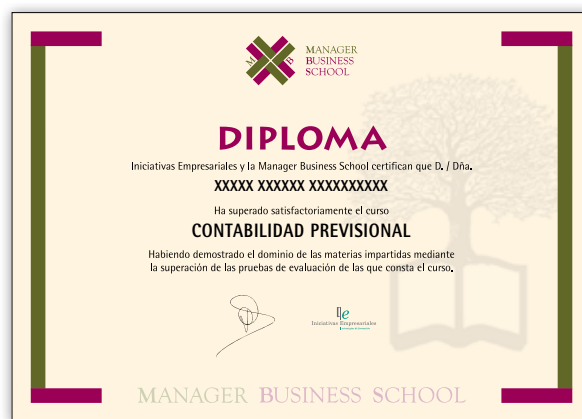 M B
MANAGER
BUSINESS
SCHOOL
DIPLOMA
Iniciativas Empresariales y la Manager Business School certifican que D. / Dña.
XXXXX XXXXXX XXXXXXXXXX
Ha superado satisfactoriamente el curso
CONTABILIDAD PREVISIONAL
Habiendo demostrado el dominio de las materias impartidas mediante
la superación de las pruebas de evaluación de las que consta el curso.
Ie
Iniciativas Empresariales
MANAGER BUSINESS SCHOOL